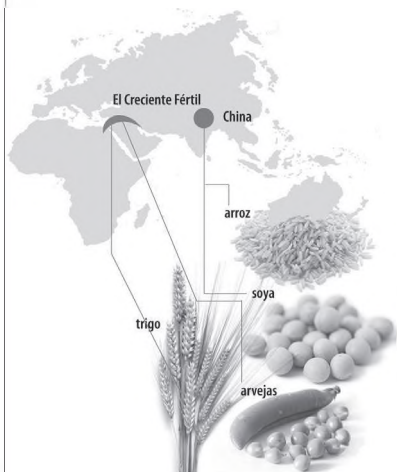 El Creciente Fértil
China
arroz
soya
trigo
arvejas